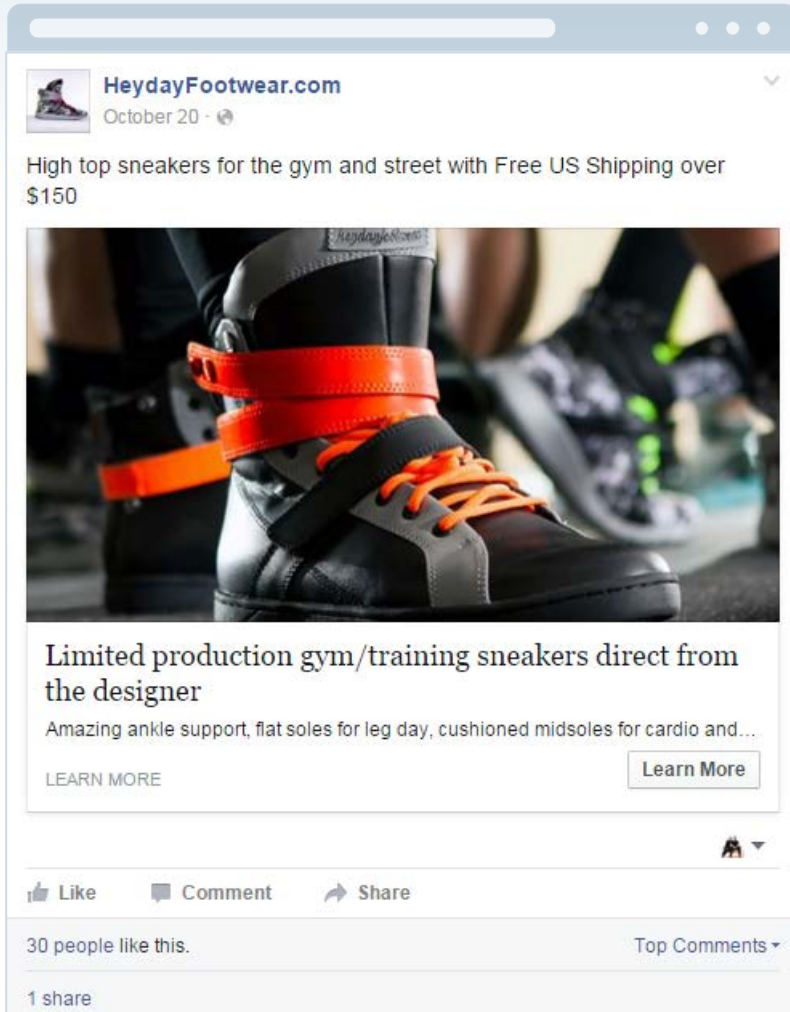 HeydayFootwear.com
October 20 ·
High top sneakers for the gym and street with Free US Shipping over
$150
Heydayfootwear
Limited production gym/training sneakers direct from
the designer
Amazing ankle support, flat soles for leg day, cushioned midsoles for cardio and...
LEARN MORE
Learn More
Like Comment Share
30 people like this. Top Comments
1 share